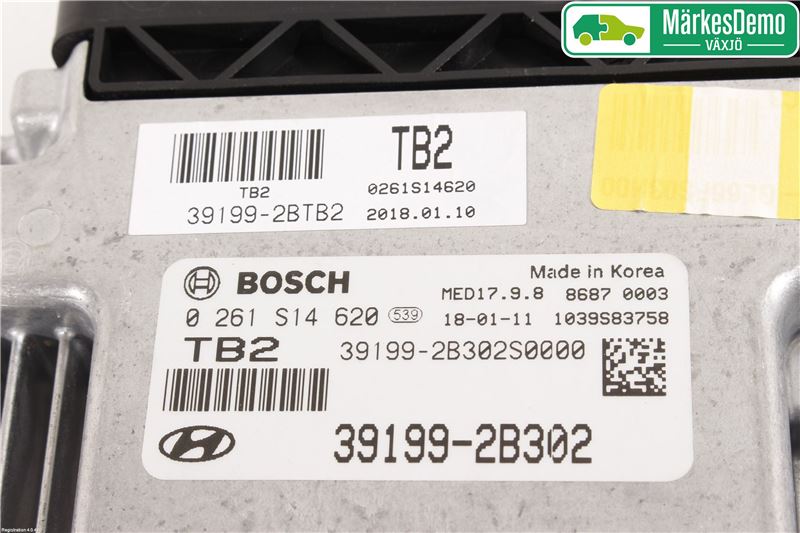 MärkesDemo
VÄXJÖ
TB2
TB2
0261S14620
39199-2BTB2
2018.01.10
BOSCH
Made in Korea
MED17.9.8 8687 0003
0 261 S14 620 539
18-01-11 1039S83758
TB2
39199-2B302S0000
39199-2B302